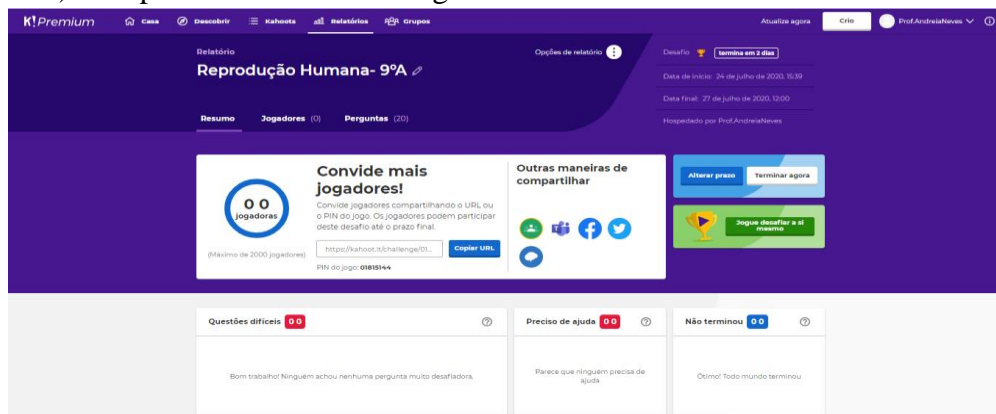 K!Premium Casa Descobrir Kahoots Relatórios Grupos Atualize agora Crio Prof.AndreiaNeves
Relatório
Reprodução Humana- 9ºA
Opções de relatório
Desafio termina em 2 dias
Data de início: 24 de julho de 2020, 15:39
Data final: 27 de julho de 2020, 12:00
Hospedado por Prof.AndreiaNeves
Resumo Jogadores (0) Perguntas (20)
0 0
jogadoras
(Máximo de 2000 jogadores)
Convide mais
jogadores!
Convide jogadores compartilhando o URL ou
o PIN do jogo. Os jogadores podem participar
deste desafio até o prazo final.
https://kahoot.it/challenge/01... Copiar URL
PIN do jogo: 01815144
Outras maneiras de
compartilhar
Alterar prazo Terminar agora
Jogue desafiar a si
mesmo
Questões difíceis 0 0
Bom trabalho! Ninguém achou nenhuma pergunta muito desafiadora.
Preciso de ajuda 0 0
Parece que ninguém precisa de
ajuda
Não terminou 0 0
Ótimo! Todo mundo terminou